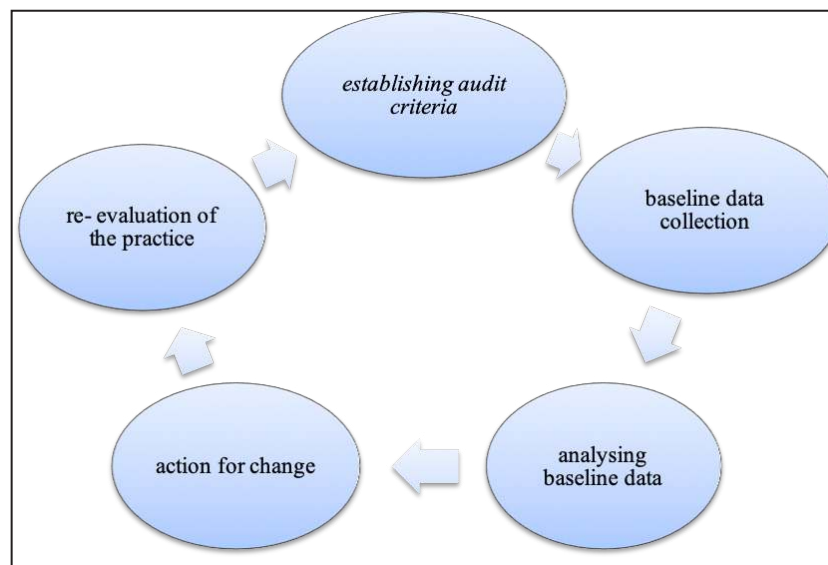 establishing audit
criteria
baseline data
collection
analysing
baseline data
action for change
re- evaluation of
the practice